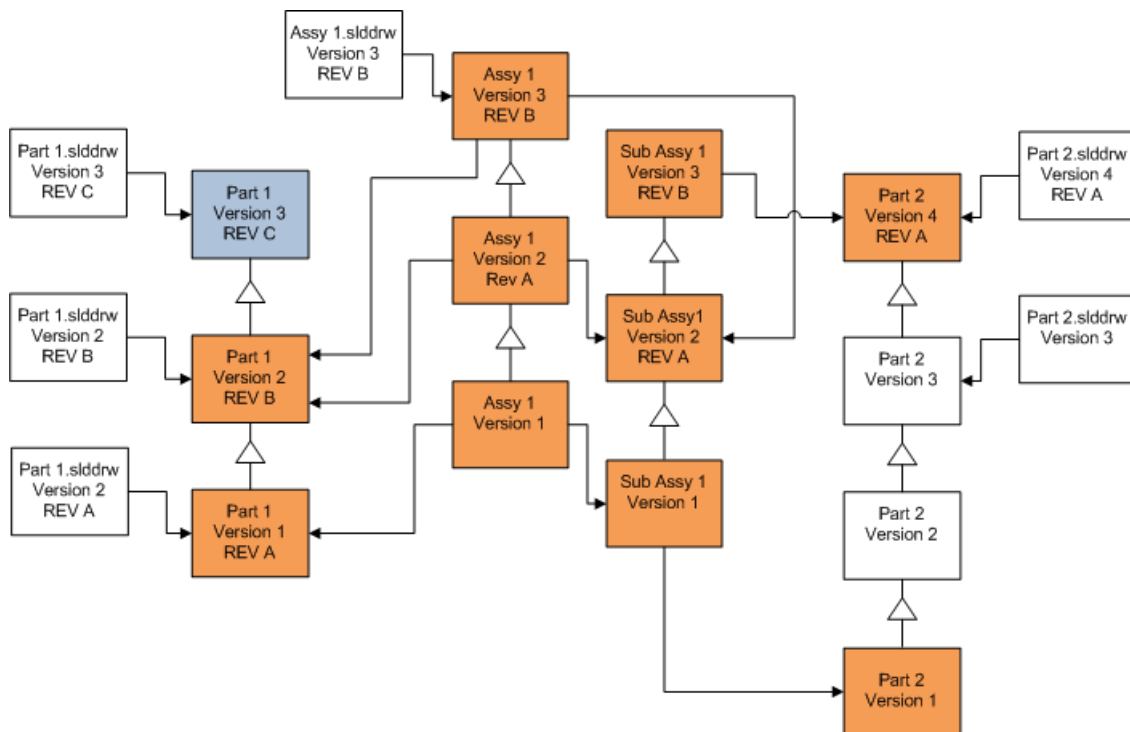 Assy 1.slddrw
Version 3
REV B
Assy 1
Version 3
REV B
Part 1.slddrw
Version 3
REV C
Part 1
Version 3
REV C
Sub Assy 1
Version 3
REV B
Part 2
Version 4
REV A
Part 2.slddrw
Version 4
REV A
Assy 1
Version 2
Rev A
Part 1.slddrw
Version 2
REV B
Part 1
Version 2
REV B
Sub Assy1
Version 2
REV A
Part 2
Version 3
Part 2.slddrw
Version 3
Assy 1
Version 1
Part 1.slddrw
Version 2
REV A
Part 1
Version 1
REV A
Sub Assy 1
Version 1
Part 2
Version 2
Part 2
Version 1